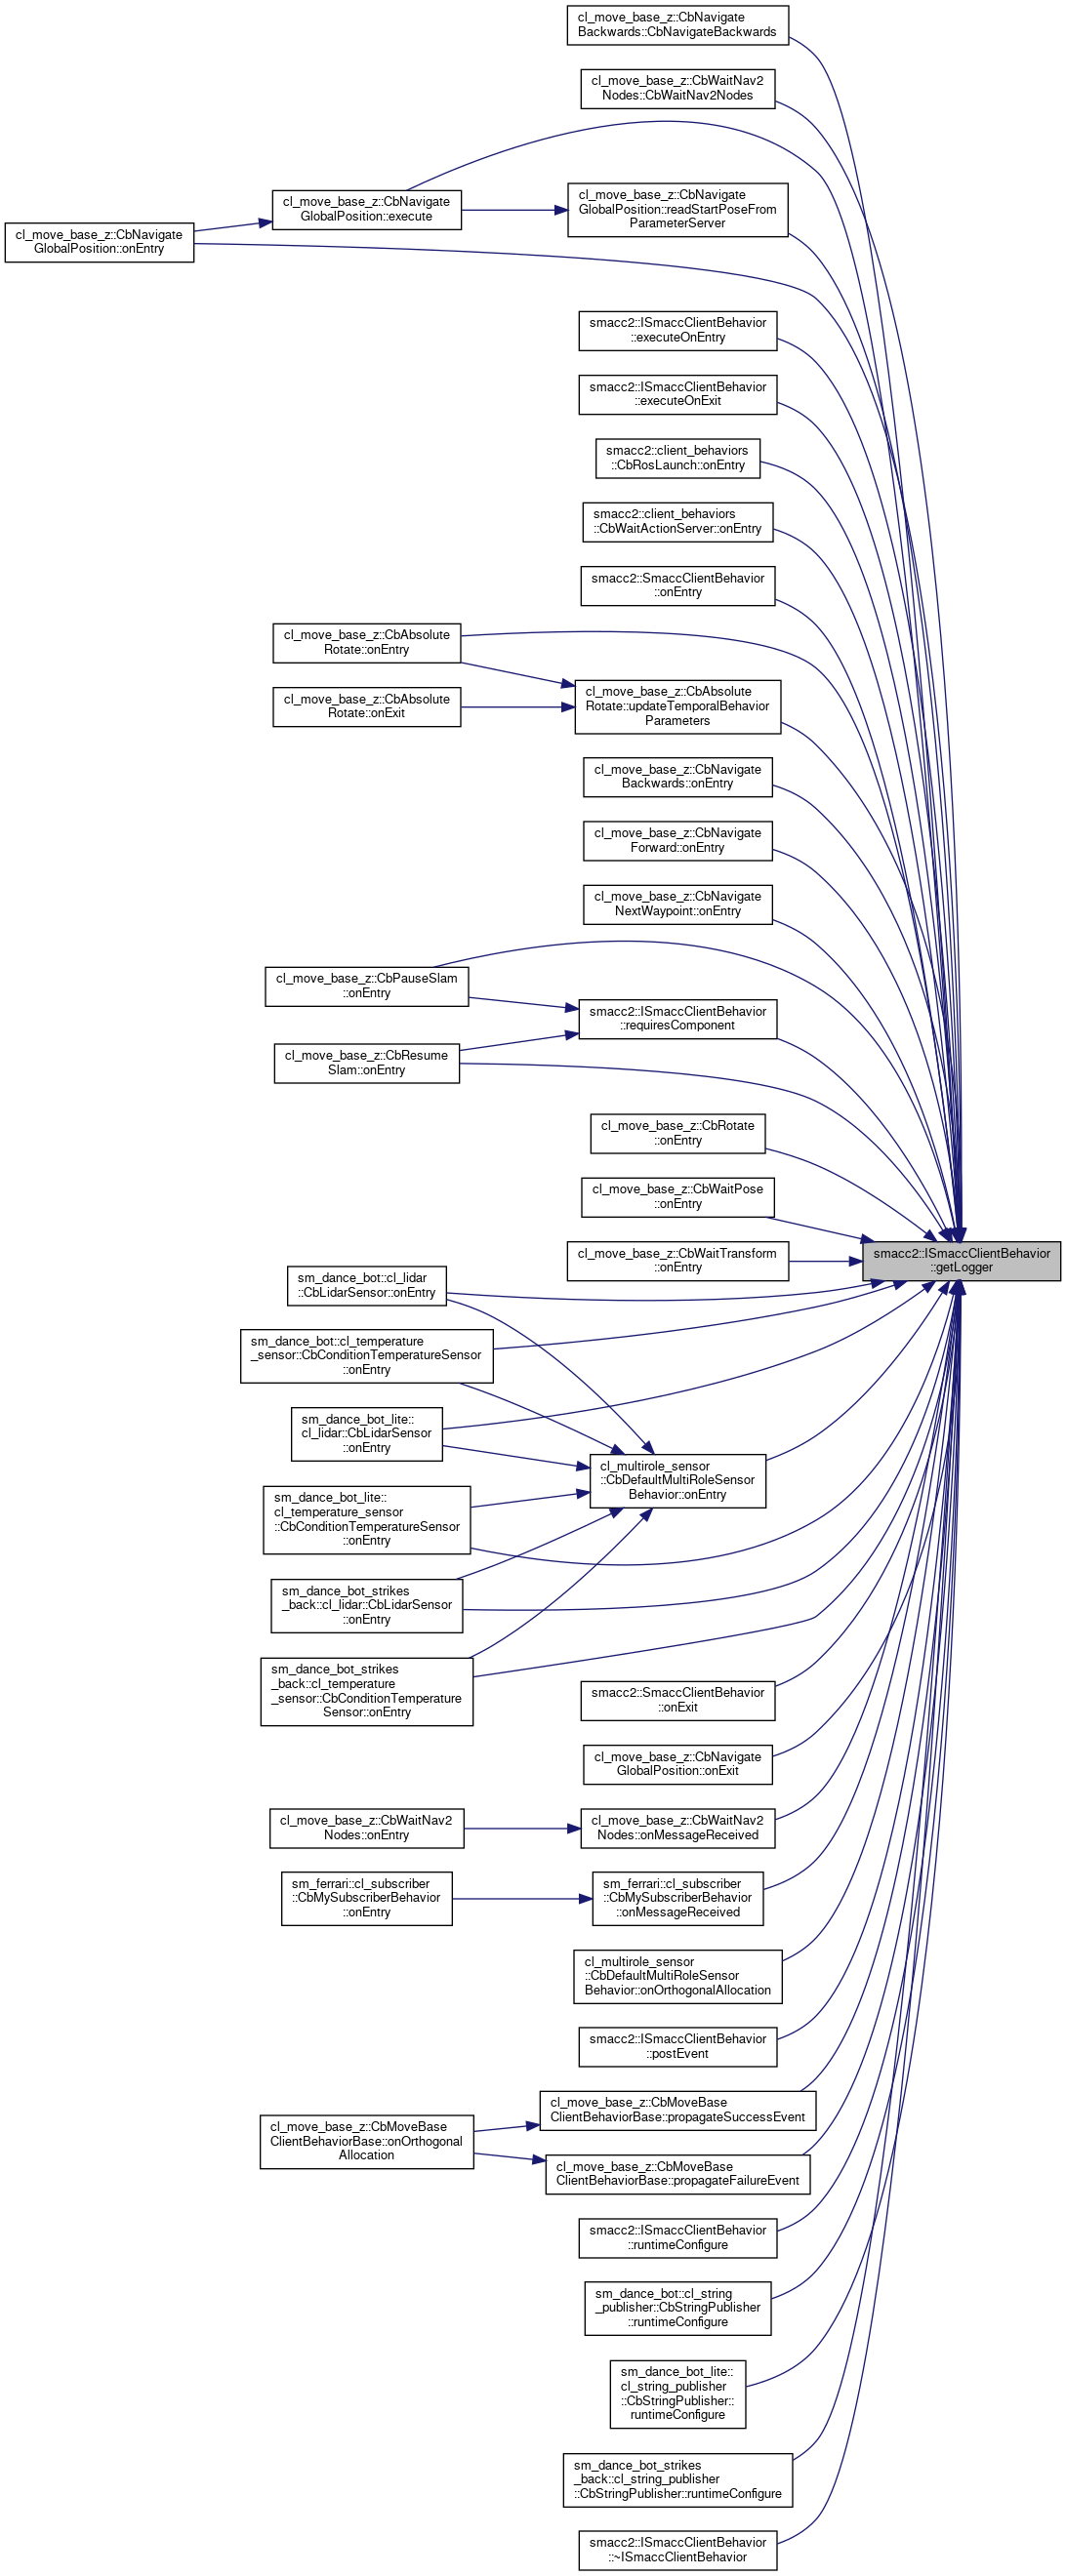 cl_move_base_z::CbNavigate
Backwards::CbNavigateBackwards
cl_move_base_z::CbWaitNav2
Nodes::CbWaitNav2Nodes
cl_move_base_z::CbNavigate
GlobalPosition::execute
cl_move_base_z::CbNavigate
GlobalPosition::readStartPoseFrom
ParameterServer
cl_move_base_z::CbNavigate
GlobalPosition::onEntry
smacc2::ISmaccClientBehavior
::executeOnEntry
smacc2::ISmaccClientBehavior
::executeOnExit
smacc2::client_behaviors
::CbRosLaunch::onEntry
smacc2::client_behaviors
::CbWaitActionServer::onEntry
smacc2::SmaccClientBehavior
::onEntry
cl_move_base_z::CbAbsolute
Rotate::onEntry
cl_move_base_z::CbAbsolute
Rotate::updateTemporalBehavior
Parameters
cl_move_base_z::CbAbsolute
Rotate::onExit
cl_move_base_z::CbNavigate
Backwards::onEntry
cl_move_base_z::CbNavigate
Forward::onEntry
cl_move_base_z::CbNavigate
NextWaypoint::onEntry
cl_move_base_z::CbPauseSlam
::onEntry
smacc2::ISmaccClientBehavior
::requiresComponent
cl_move_base_z::CbResume
Slam::onEntry
cl_move_base_z::CbRotate
::onEntry
cl_move_base_z::CbWaitPose
::onEntry
cl_move_base_z::CbWaitTransform
::onEntry
smacc2::ISmaccClientBehavior
::getLogger
sm_dance_bot::cl_lidar
::CbLidarSensor::onEntry
sm_dance_bot::cl_temperature
_sensor::CbConditionTemperatureSensor
::onEntry
sm_dance_bot_lite::
cl_lidar::CbLidarSensor
::onEntry
cl_multirole_sensor
::CbDefaultMultiRoleSensor
Behavior::onEntry
sm_dance_bot_lite::
cl_temperature_sensor
::CbConditionTemperatureSensor
::onEntry
sm_dance_bot_strikes
_back::cl_lidar::CbLidarSensor
::onEntry
sm_dance_bot_strikes
_back::cl_temperature
_sensor::CbConditionTemperature
Sensor::onEntry
smacc2::SmaccClientBehavior
::onExit
cl_move_base_z::CbNavigate
GlobalPosition::onExit
cl_move_base_z::CbWaitNav2
Nodes::onEntry
cl_move_base_z::CbWaitNav2
Nodes::onMessageReceived
sm_ferrari::cl_subscriber
::CbMySubscriberBehavior
::onEntry
sm_ferrari::cl_subscriber
::CbMySubscriberBehavior
::onMessageReceived
cl_multirole_sensor
::CbDefaultMultiRoleSensor
Behavior::onOrthogonalAllocation
smacc2::ISmaccClientBehavior
::postEvent
cl_move_base_z::CbMoveBase
ClientBehaviorBase::propagateSuccessEvent
cl_move_base_z::CbMoveBase
ClientBehaviorBase::onOrthogonal
Allocation
cl_move_base_z::CbMoveBase
ClientBehaviorBase::propagateFailureEvent
smacc2::ISmaccClientBehavior
::runtimeConfigure
sm_dance_bot::cl_string
_publisher::CbStringPublisher
::runtimeConfigure
sm_dance_bot_lite::
cl_string_publisher
::CbStringPublisher::
runtimeConfigure
sm_dance_bot_strikes
_back::cl_string_publisher
::CbStringPublisher::runtimeConfigure
smacc2::ISmaccClientBehavior
::~ISmaccClientBehavior